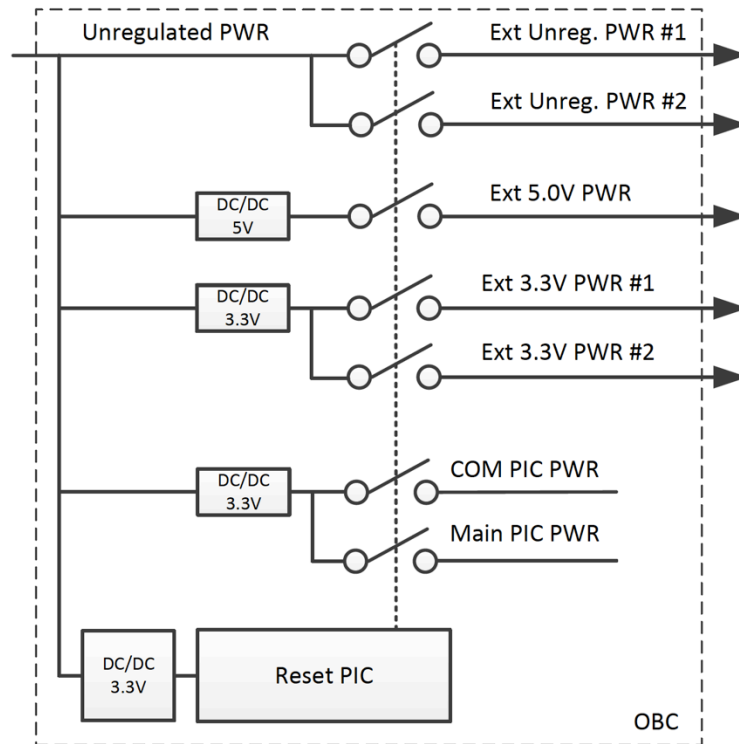 Unregulated PWR
Ext Unreg. PWR #1
Ext Unreg. PWR #2
DC/DC
5V
Ext 5.0V PWR
DC/DC
3.3V
Ext 3.3V PWR #1
Ext 3.3V PWR #2
DC/DC
3.3V
COM PIC PWR
Main PIC PWR
DC/DC
3.3V
Reset PIC
OBC